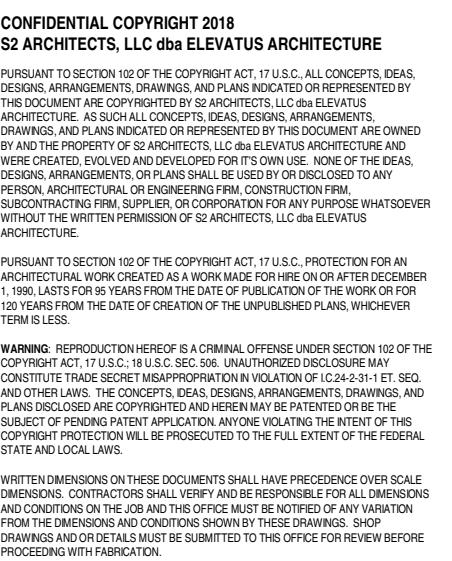 CONFIDENTIAL COPYRIGHT 2018
S2 ARCHITECTS, LLC dba ELEVATUS ARCHITECTURE
PURSUANT TO SECTION 102 OF THE COPYRIGHT ACT, 17 U.S.C., ALL CONCEPTS, IDEAS,
DESIGNS, ARRANGEMENTS, DRAWINGS, AND PLANS INDICATED OR REPRESENTED BY
THIS DOCUMENT ARE COPYRIGHTED BY S2 ARCHITECTS, LLC dba ELEVATUS
ARCHITECTURE. AS SUCH ALL CONCEPTS, IDEAS, DESIGNS, ARRANGEMENTS,
DRAWINGS, AND PLANS INDICATED OR REPRESENTED BY THIS DOCUMENT ARE OWNED
BY AND THE PROPERTY OF S2 ARCHITECTS, LLC dba ELEVATUS ARCHITECTURE AND
WERE CREATED, EVOLVED AND DEVELOPED FOR IT'S OWN USE. NONE OF THE IDEAS,
DESIGNS, ARRANGEMENTS, OR PLANS SHALL BE USED BY OR DISCLOSED TO ANY
PERSON, ARCHITECTURAL OR ENGINEERING FIRM, CONSTRUCTION FIRM,
SUBCONTRACTING FIRM, SUPPLIER, OR CORPORATION FOR ANY PURPOSE WHATSOEVER
WITHOUT THE WRITTEN PERMISSION OF S2 ARCHITECTS, LLC dba ELEVATUS
ARCHITECTURE.
PURSUANT TO SECTION 102 OF THE COPYRIGHT ACT, 17 U.S.C., PROTECTION FOR AN
ARCHITECTURAL WORK CREATED AS A WORK MADE FOR HIRE ON OR AFTER DECEMBER
1, 1990, LASTS FOR 95 YEARS FROM THE DATE OF PUBLICATION OF THE WORK OR FOR
120 YEARS FROM THE DATE OF CREATION OF THE UNPUBLISHED PLANS, WHICHEVER
TERM IS LESS.
WARNING: REPRODUCTION HEREOF IS A CRIMINAL OFFENSE UNDER SECTION 102 OF THE
COPYRIGHT ACT, 17 U.S.C.; 18 U.S.C. SEC. 506. UNAUTHORIZED DISCLOSURE MAY
CONSTITUTE TRADE SECRET MISAPPROPRIATION IN VIOLATION OF I.C.24-2-31-1 ET. SEQ.
AND OTHER LAWS. THE CONCEPTS, IDEAS, DESIGNS, ARRANGEMENTS, DRAWINGS, AND
PLANS DISCLOSED ARE COPYRIGHTED AND HEREIN MAY BE PATENTED OR BE THE
SUBJECT OF PENDING PATENT APPLICATION. ANYONE VIOLATING THE INTENT OF THIS
COPYRIGHT PROTECTION WILL BE PROSECUTED TO THE FULL EXTENT OF THE FEDERAL
STATE AND LOCAL LAWS.
WRITTEN DIMENSIONS ON THESE DOCUMENTS SHALL HAVE PRECEDENCE OVER SCALE
DIMENSIONS. CONTRACTORS SHALL VERIFY AND BE RESPONSIBLE FOR ALL DIMENSIONS
AND CONDITIONS ON THE JOB AND THIS OFFICE MUST BE NOTIFIED OF ANY VARIATION
FROM THE DIMENSIONS AND CONDITIONS SHOWN BY THESE DRAWINGS. SHOP
DRAWINGS AND OR DETAILS MUST BE SUBMITTED TO THIS OFFICE FOR REVIEW BEFORE
PROCEEDING WITH FABRICATION.